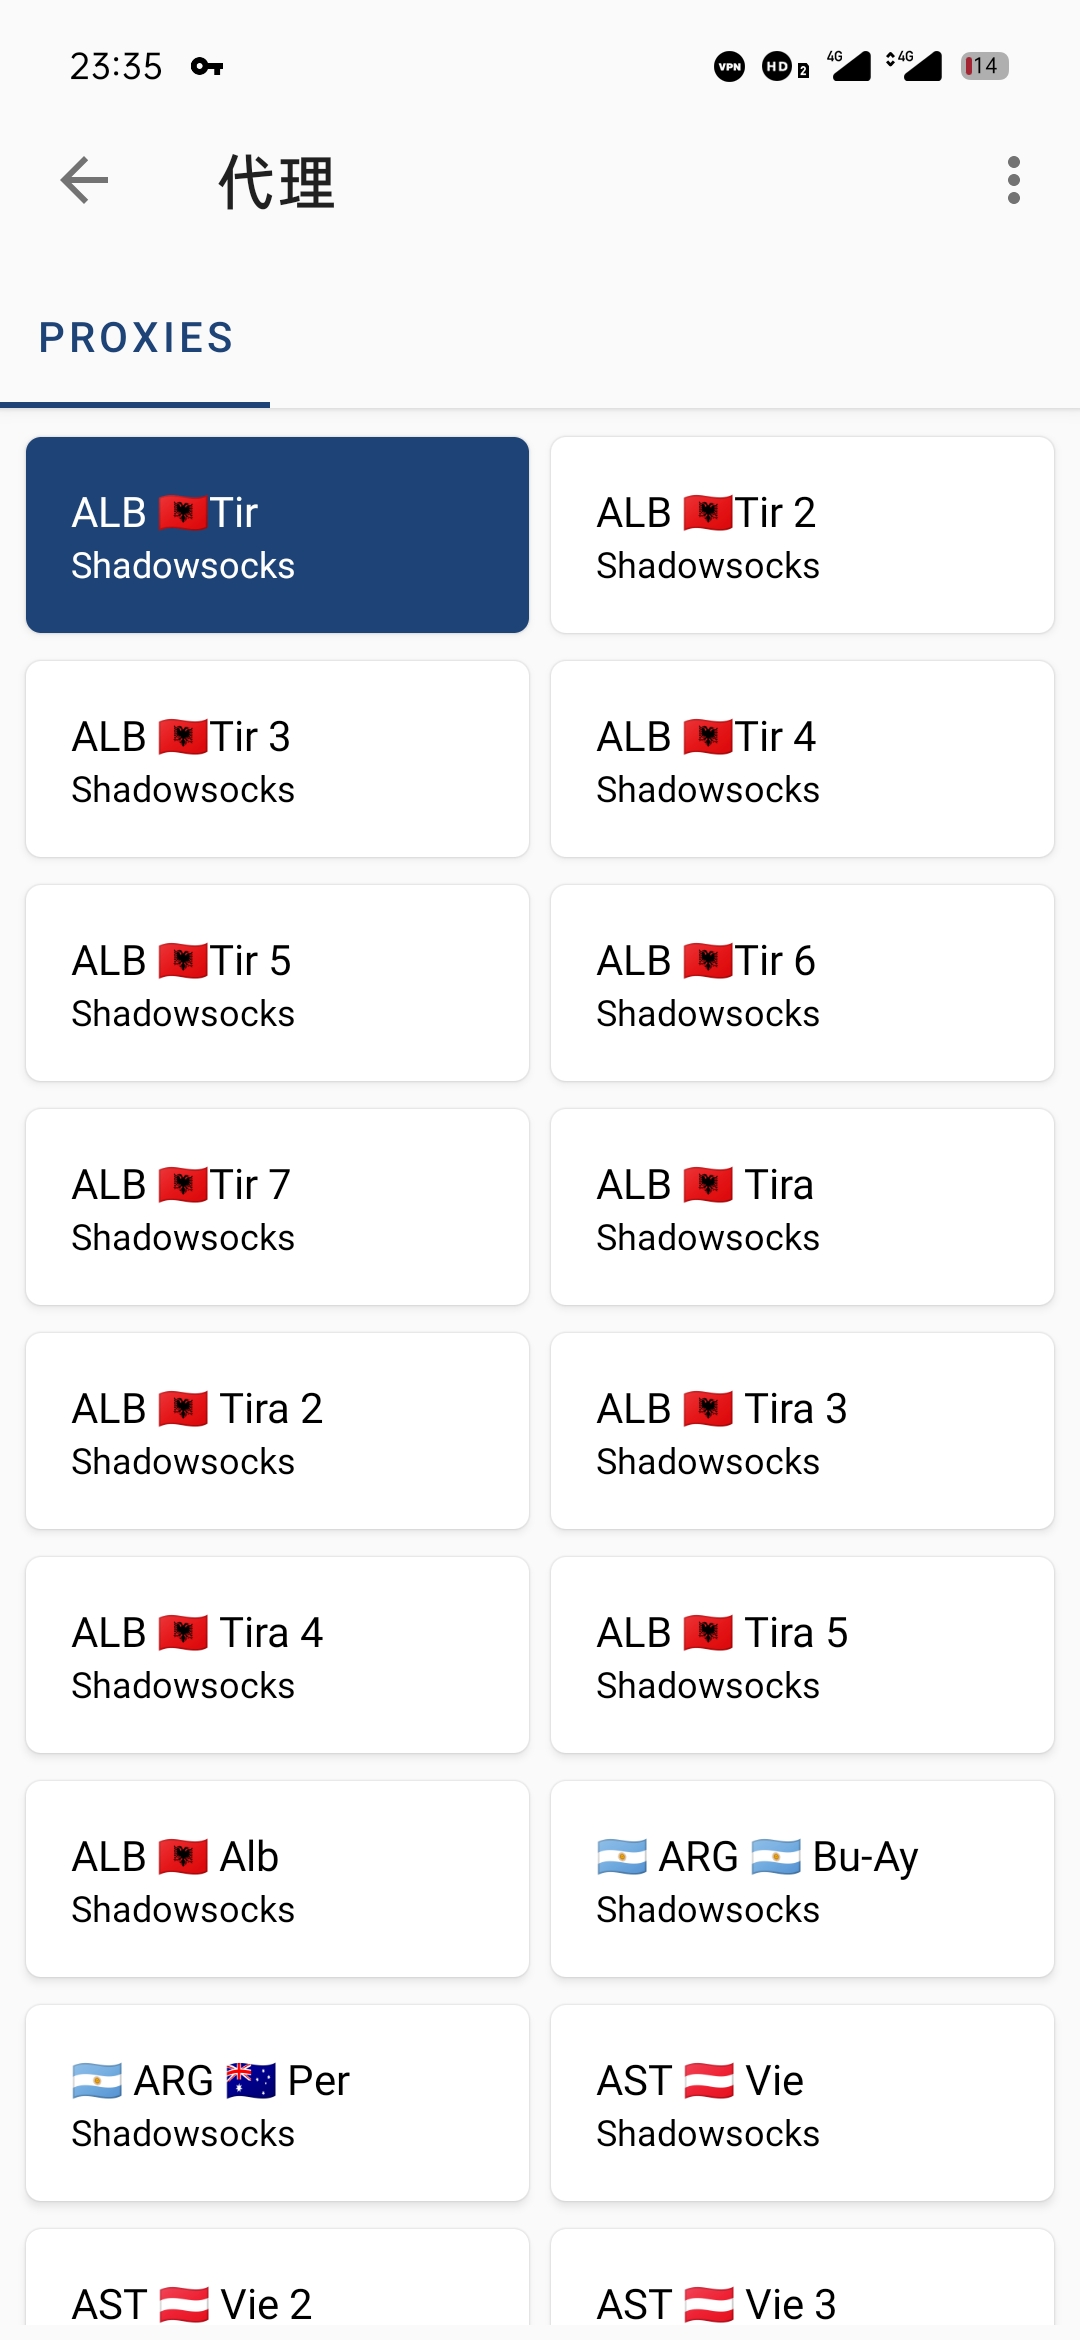 23:35 VPN HD 2 4G 4G 14
代理
PROXIES
ALB 🇦🇱Tir
Shadowsocks
ALB 🇦🇱Tir 2
Shadowsocks
ALB 🇦🇱Tir 3
Shadowsocks
ALB 🇦🇱Tir 4
Shadowsocks
ALB 🇦🇱Tir 5
Shadowsocks
ALB 🇦🇱Tir 6
Shadowsocks
ALB 🇦🇱Tir 7
Shadowsocks
ALB 🇦🇱 Tira
Shadowsocks
ALB 🇦🇱 Tira 2
Shadowsocks
ALB 🇦🇱 Tira 3
Shadowsocks
ALB 🇦🇱 Tira 4
Shadowsocks
ALB 🇦🇱 Tira 5
Shadowsocks
ALB 🇦🇱 Alb
Shadowsocks
🇦🇷 ARG 🇦🇷 Bu-Ay
Shadowsocks
🇦🇷 ARG 🇦🇺 Per
Shadowsocks
AST 🇦🇹 Vie
Shadowsocks
AST 🇦🇹 Vie 2
AST 🇦🇹 Vie 3